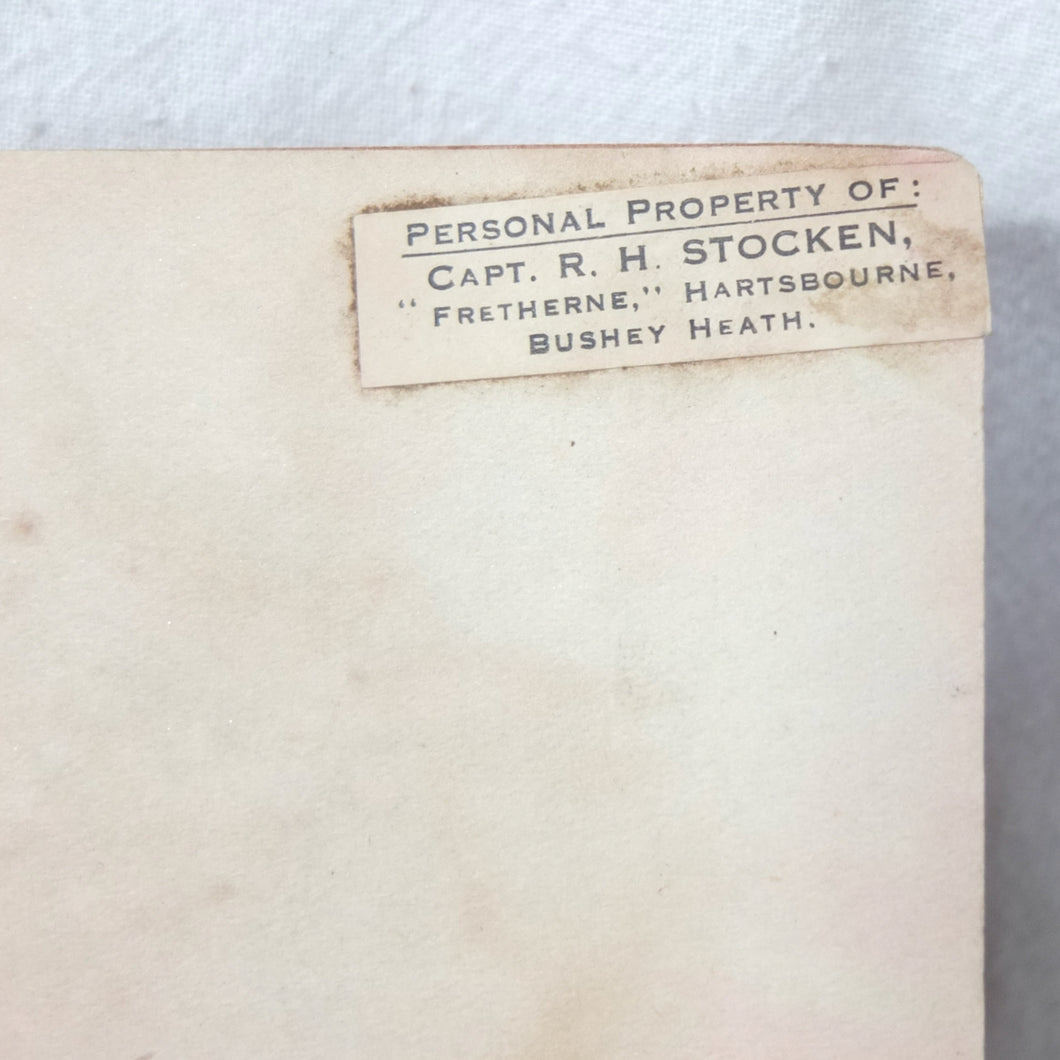 PERSONAL PROPERTY OF:
CAPT. R. H. STOCKEN,
"FRETHERNE," HARTSBOURNE,
BUSHEY HEATH.